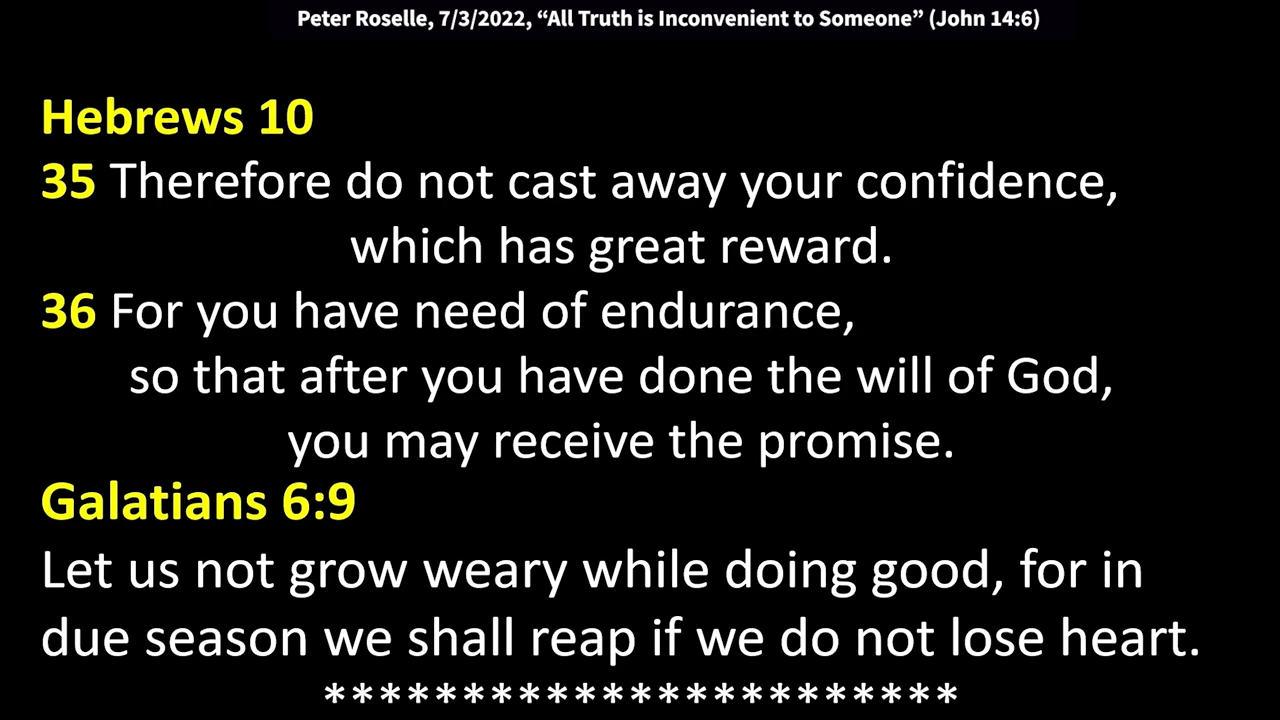 Peter Roselle, 7/3/2022, “All Truth is Inconvenient to Someone” (John 14:6)
Hebrews 10
35 Therefore do not cast away your confidence,
which has great reward.
36 For you have need of endurance,
so that after you have done the will of God,
you may receive the promise.
Galatians 6:9
Let us not grow weary while doing good, for in
due season we shall reap if we do not lose heart.
***********************